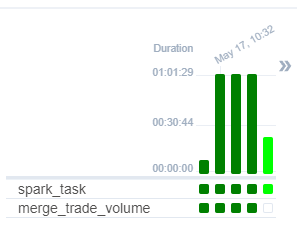 Duration
May 17, 10:32
01:01:29
00:30:44
00:00:00
spark_task
merge_trade_volume